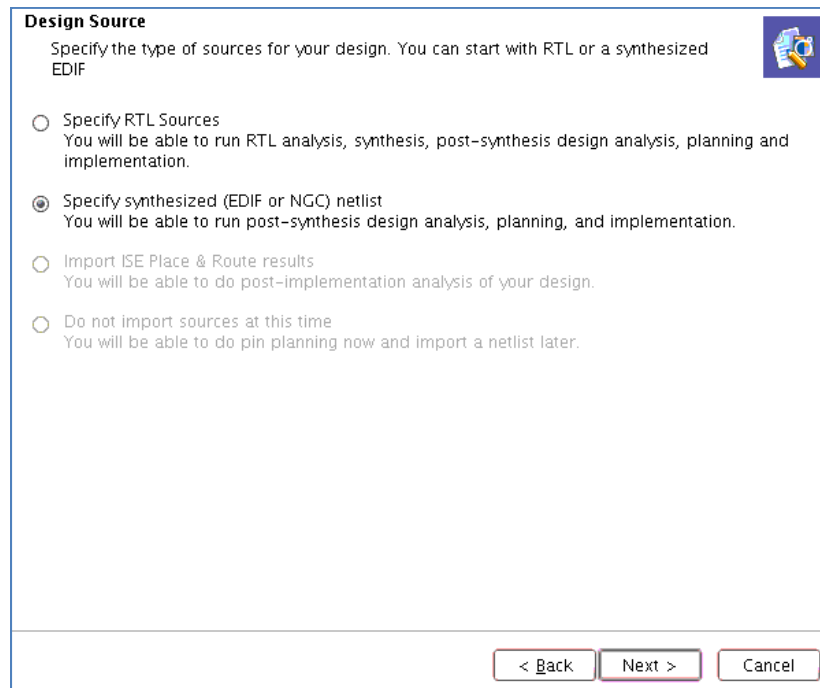 Design Source
Specify the type of sources for your design. You can start with RTL or a synthesized
EDIF
Specify RTL Sources
You will be able to run RTL analysis, synthesis, post-synthesis design analysis, planning and
implementation.
Specify synthesized (EDIF or NGC) netlist
You will be able to run post-synthesis design analysis, planning, and implementation.
Import ISE Place & Route results
You will be able to do post-implementation analysis of your design.
Do not import sources at this time
You will be able to do pin planning now and import a netlist later.
< Back Next > Cancel